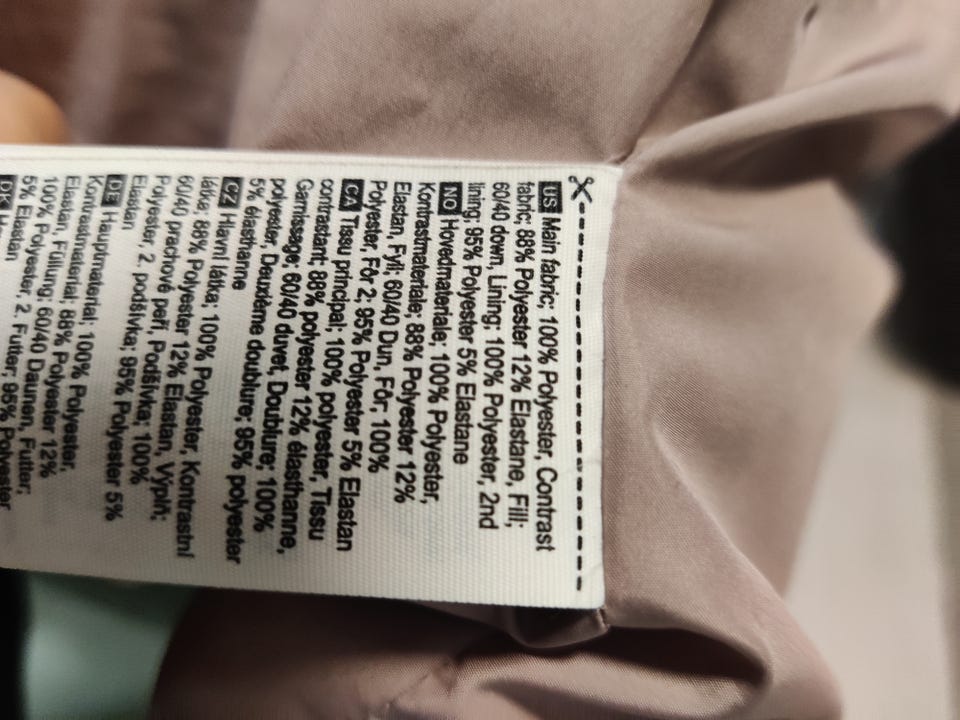 US Main fabric; 100% Polyester, Contrast
fabric; 88% Polyester 12% Elastane, Fill;
60/40 down, Lining; 100% Polyester, 2nd
lining; 95% Polyester 5% Elastane
NO Hovedmateriale; 100% Polyester,
Kontrastmateriale; 88% Polyester 12%
Elastan, Fyll; 60/40 Dun, Fôr; 100%
Polyester, Fôr 2; 95% Polyester 5% Elastan
CA Tissu principal; 100% polyester, Tissu
contrastant; 88% polyester 12% élasthanne,
Garnissage; 60/40 duvet, Doublure; 100%
polyester, Deuxième doublure; 95% polyester
5% élasthanne
CZ Hlavní látka; 100% Polyester, Kontrastní
látka; 88% Polyester 12% Elastan, Výplň;
60/40 prachové peří, Podšívka; 100%
Polyester, 2. podšívka; 95% Polyester 5%
Elastan
DE Hauptmaterial; 100% Polyester,
Kontrastmaterial; 88% Polyester 12%
Elastan, Füllung; 60/40 Daunen, Futter;
100% Polyester, 2. Futter; 95% Polyester
5% Elastan
DK